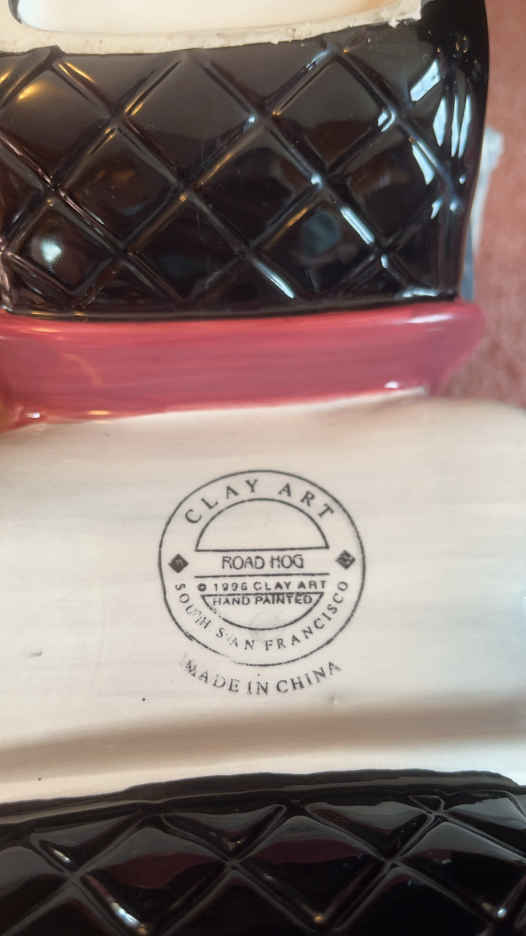 CLAY ART
ROAD HOG
© 1996 CLAY ART
HAND PAINTED
SOUTH SAN FRANCISCO
MADE IN CHINA